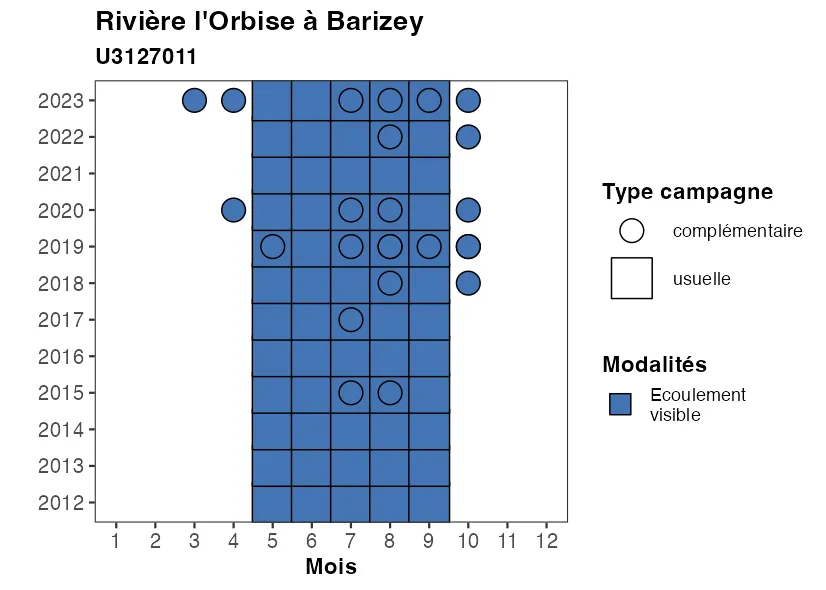 Rivière l'Orbise à Barizey
U3127011
2023
2022
2021
2020
2019
2018
2017
2016
2015
2014
2013
2012
1 2 3 4 5 6 7 8 9 10 11 12
Mois
Type campagne
complémentaire
usuelle
Modalités
Ecoulement
visible